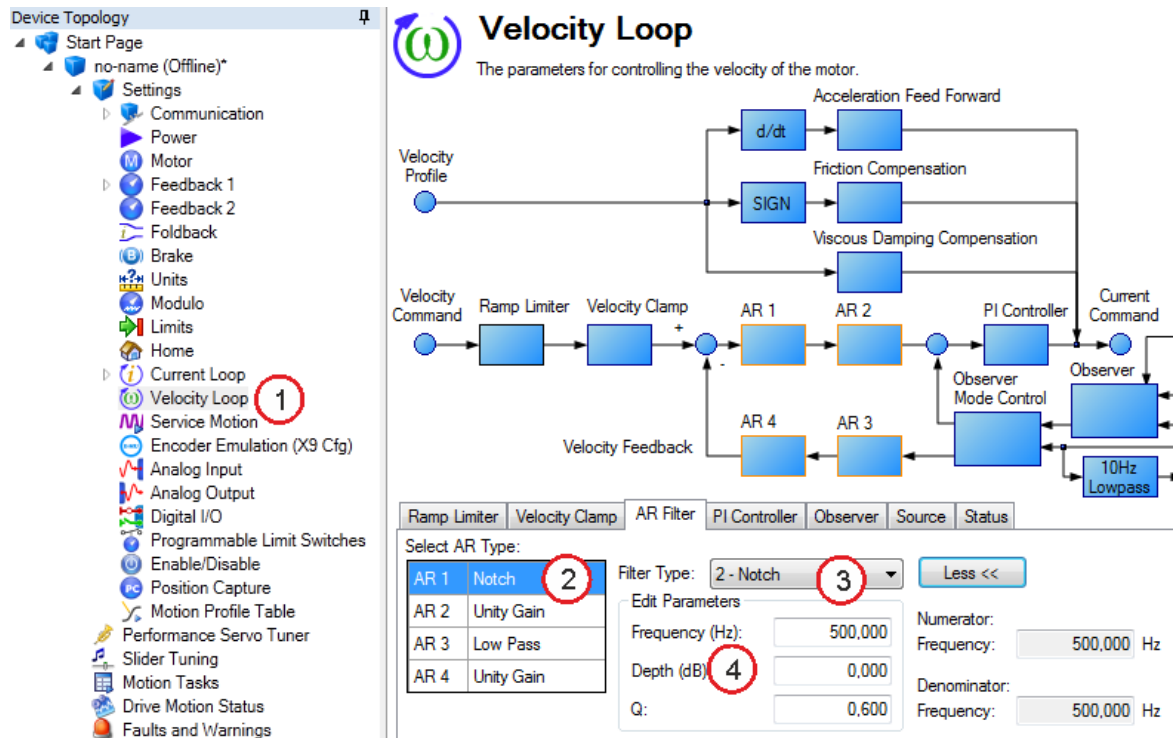 Device Topology
Start Page
no-name (Offline)*
Settings
Communication
Power
Motor
Feedback 1
Feedback 2
Foldback
Brake
Units
Modulo
Limits
Home
Current Loop
Velocity Loop
1
Service Motion
Encoder Emulation (X9 Cfg)
Analog Input
Analog Output
Digital I/O
Programmable Limit Switches
Enable/Disable
Position Capture
Motion Profile Table
Performance Servo Tuner
Slider Tuning
Motion Tasks
Drive Motion Status
Faults and Warnings
Velocity Loop
The parameters for controlling the velocity of the motor.
Acceleration Feed Forward
d/dt
Velocity
Profile
Friction Compensation
SIGN
Viscous Damping Compensation
Velocity
Command
Ramp Limiter
Velocity Clamp
+
-
AR 1
AR 2
PI Controller
Current
Command
Observer
Mode Control
Observer
AR 4
AR 3
Velocity Feedback
10Hz
Lowpass
Ramp Limiter
Velocity Clamp
AR Filter
PI Controller
Observer
Source
Status
Select AR Type:
AR 1 Notch 2
AR 2 Unity Gain
AR 3 Low Pass
AR 4 Unity Gain
Filter Type: 2 - Notch 3
Less <<
Edit Parameters
Frequency (Hz): 500,000
Depth (dB) 4 0,000
Q: 0,600
Numerator:
Frequency: 500,000 Hz
Denominator:
Frequency: 500,000 Hz